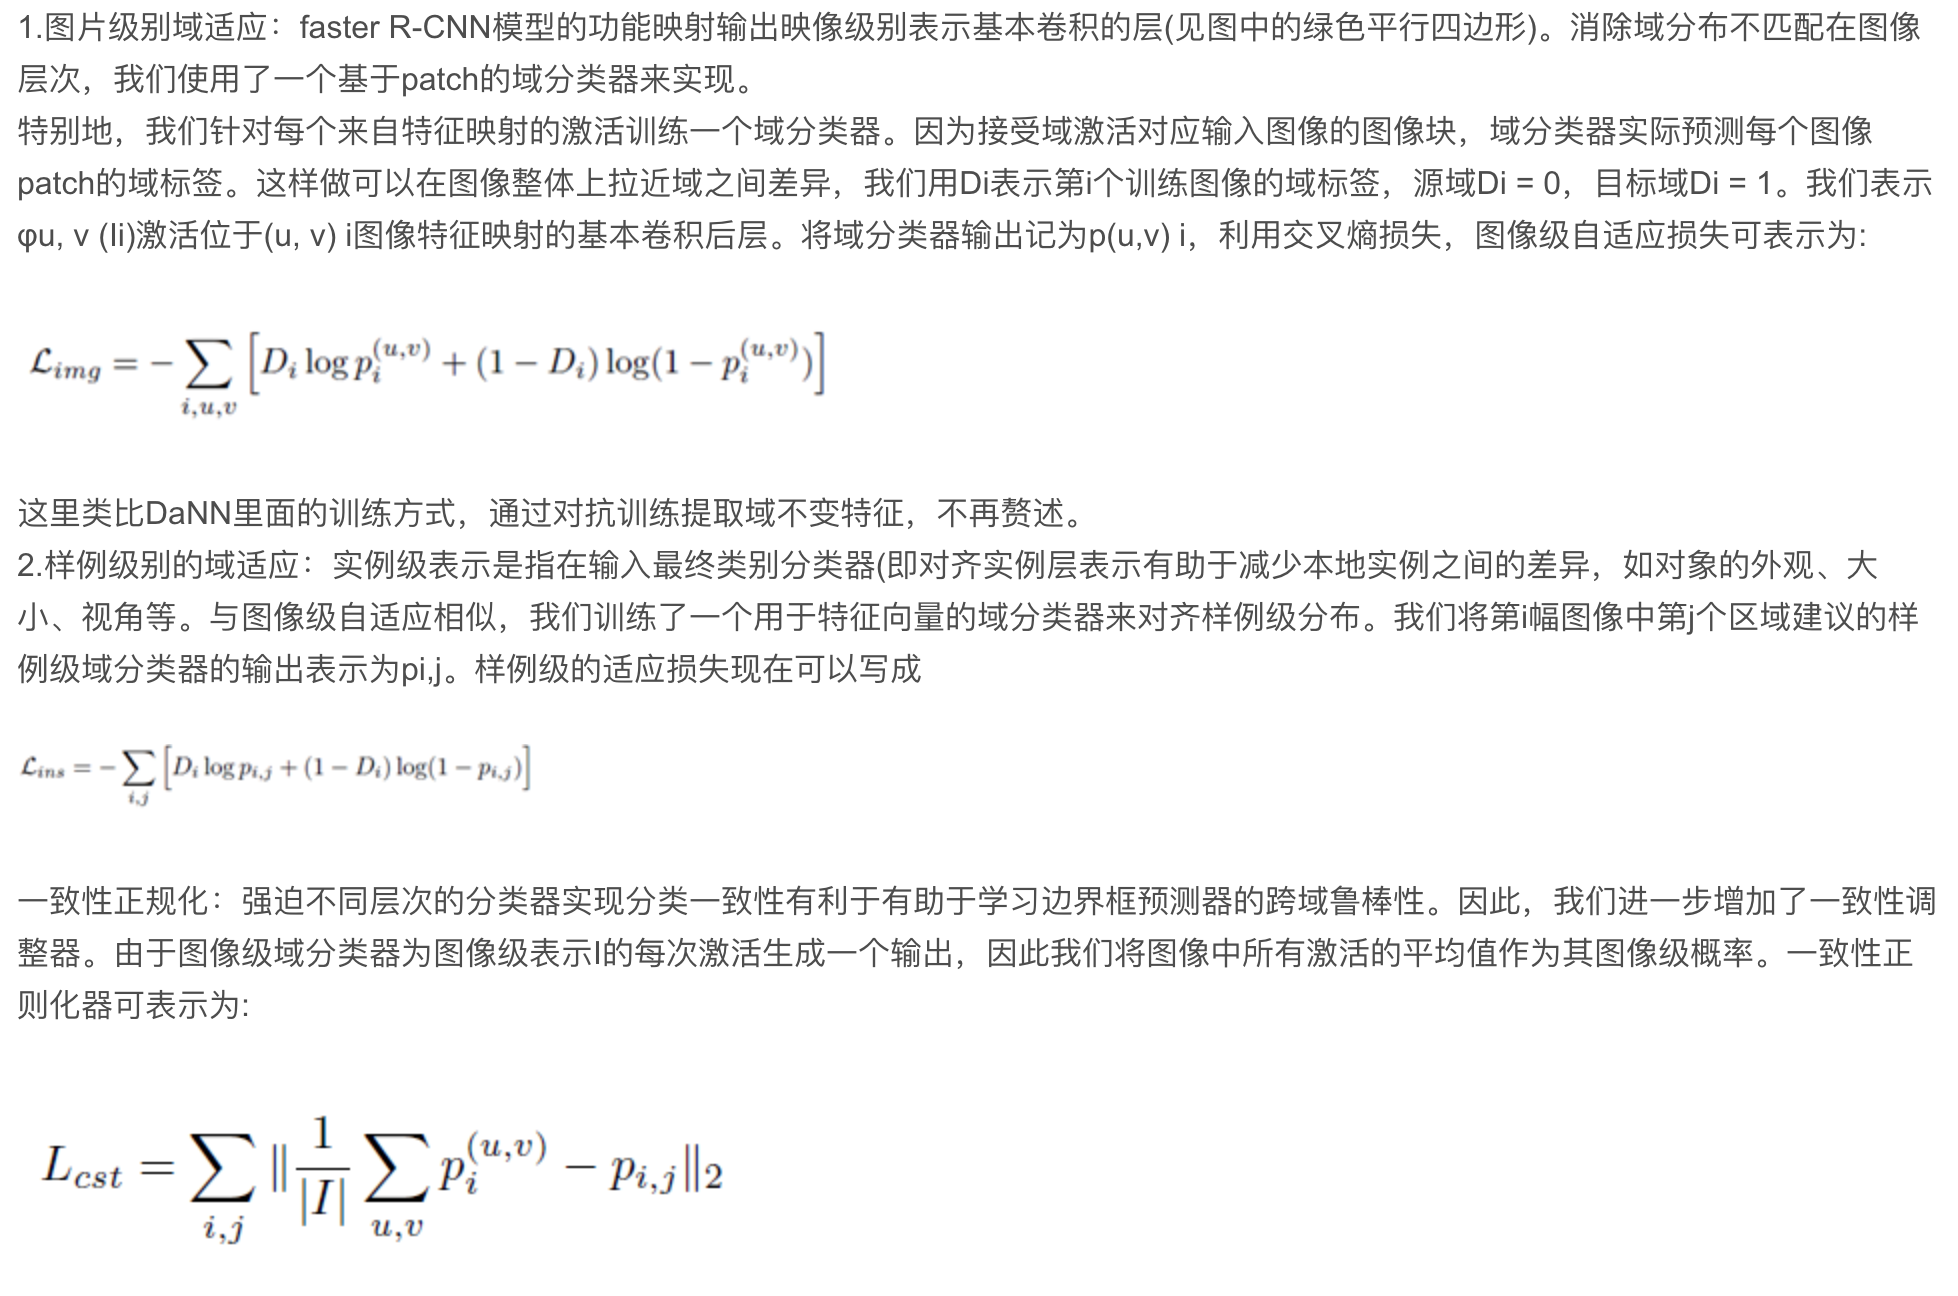 1.图片级别域适应：faster R-CNN模型的功能映射输出映像级别表示基本卷积的层(见图中的绿色平行四边形)。消除域分布不匹配在图像
层次，我们使用了一个基于patch的域分类器来实现。
特别地，我们针对每个来自特征映射的激活训练一个域分类器。因为接受域激活对应输入图像的图像块，域分类器实际预测每个图像
patch的域标签。这样做可以在图像整体上拉近域之间差异，我们用Di表示第i个训练图像的域标签，源域Di = 0，目标域Di = 1。我们表示
φu, v (Ii)激活位于(u, v) i图像特征映射的基本卷积后层。将域分类器输出记为p(u,v) i，利用交叉熵损失，图像级自适应损失可表示为:
$\mathcal{L}_{img} = -\sum_{i,u,v} \left[ D_i \log p_i^{(u,v)} + (1 - D_i) \log(1 - p_i^{(u,v)}) \right]$
这里类比DaNN里面的训练方式，通过对抗训练提取域不变特征，不再赘述。
2.样例级别的域适应：实例级表示是指在输入最终类别分类器(即对齐实例层表示有助于减少本地实例之间的差异，如对象的外观、大
小、视角等。与图像级自适应相似，我们训练了一个用于特征向量的域分类器来对齐样例级分布。我们将第i幅图像中第j个区域建议的样
例级域分类器的输出表示为pi,j。样例级的适应损失现在可以写成
$\mathcal{L}_{ins} = -\sum_{i,j} \left[ D_i \log p_{i,j} + (1 - D_i) \log(1 - p_{i,j}) \right]$
一致性正规化：强迫不同层次的分类器实现分类一致性有利于有助于学习边界框预测器的跨域鲁棒性。因此，我们进一步增加了一致性调
整器。由于图像级域分类器为图像级表示I的每次激活生成一个输出，因此我们将图像中所有激活的平均值作为其图像级概率。一致性正
则化器可表示为:
$L_{cst} = \sum_{i,j} \| \frac{1}{|I|} \sum_{u,v} p_i^{(u,v)} - p_{i,j} \|_2$